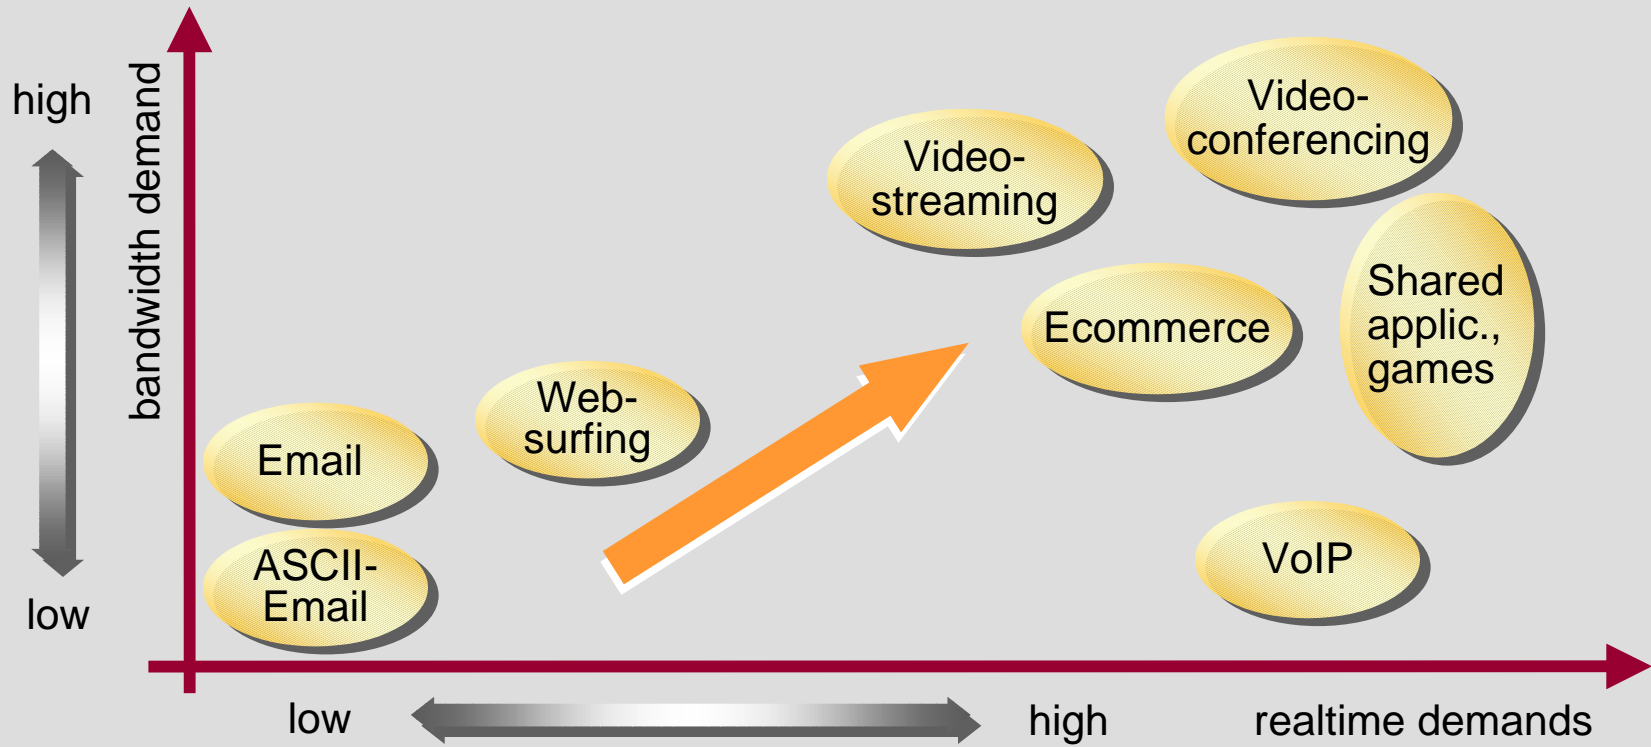 high
bandwidth demand
low
Video-
conferencing
Video-
streaming
Shared
applic.,
games
Ecommerce
Web-
surfing
Email
ASCII-
Email
VoIP
low
high
realtime demands